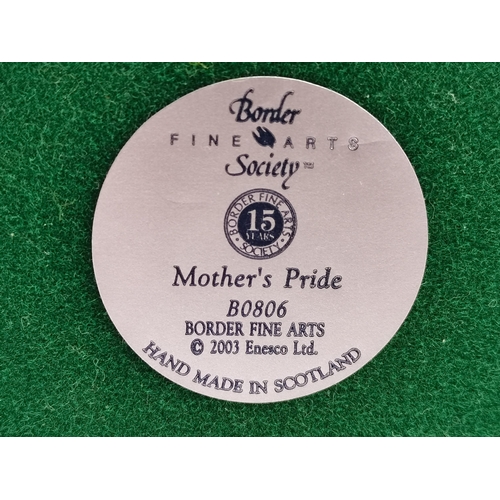 Border
FINE ARTS
Society™
BORDER FINE ARTS
15
YEARS
SOCIETY
Mother's Pride
B0806
BORDER FINE ARTS
© 2003 Enesco Ltd.
HAND MADE IN SCOTLAND